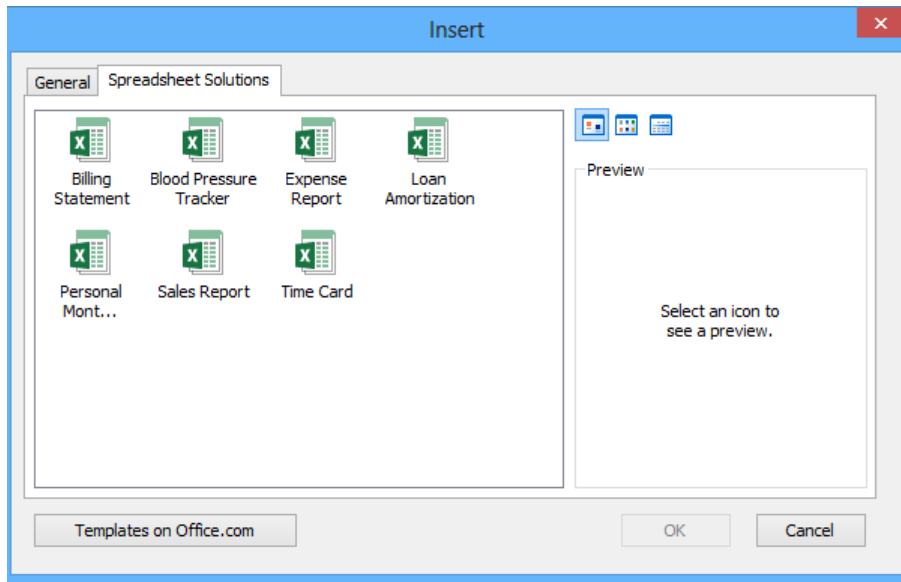 Insert
General
Spreadsheet Solutions
Billing
Statement
Blood Pressure
Tracker
Expense
Report
Loan
Amortization
Personal
Mont...
Sales Report
Time Card
Preview
Select an icon to
see a preview.
Templates on Office.com
OK
Cancel